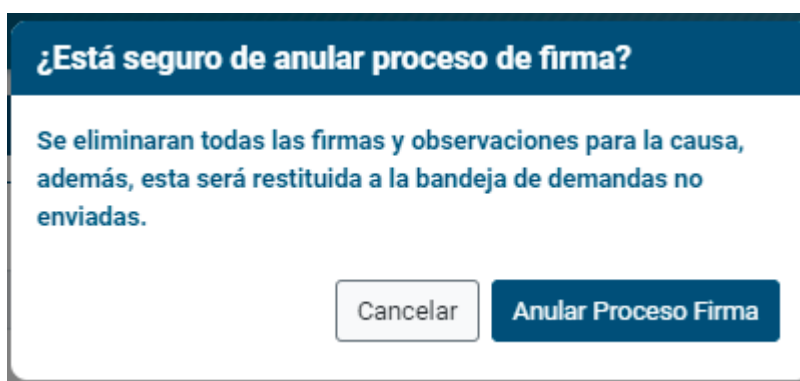 ¿Está seguro de anular proceso de firma?
Se eliminaran todas las firmas y observaciones para la causa,
además, esta será restituida a la bandeja de demandas no
enviadas.
Cancelar
Anular Proceso Firma